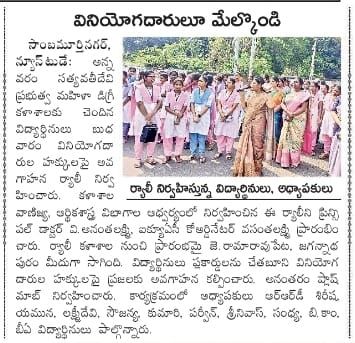 వినియోగదారులూ మేల్కొండి
సాంబమూర్తినగర్,
న్యూస్‌టుడే: అన్న
వరం సత్యవతీదేవి
ప్రభుత్వ మహిళా డిగ్రీ
కళాశాలకు చెందిన
విద్యార్థినులు బుధ
వారం వినియోగదా
రుల హక్కులపై అవ
గాహన ర్యాలీ నిర్వ
హించారు. కళాశాల
ర్యాలీ నిర్వహిస్తున్న విద్యార్థినులు, అధ్యాపకులు
వాణిజ్య, ఆర్థికశాస్త్ర విభాగాల ఆధ్వర్యంలో నిర్వహించిన ఈ ర్యాలీని ప్రిన్సి
పల్ డాక్టర్ వి.అనంతలక్ష్మి, ఐక్యూఏసీ కోఆర్డినేటర్ వసంతలక్ష్మి ప్రారంభిం
చారు. ర్యాలీ కళాశాల నుంచి ప్రారంభమై జె.రామారావుపేట, జగన్నాథ
పురం మీదుగా సాగింది. విద్యార్థినులు ప్లకార్డులను చేతబూని వినియోగ
దారుల హక్కులపై ప్రజలకు అవగాహన కల్పించారు. అనంతరం ఫ్లాష్
మాబ్ నిర్వహించారు. కార్యక్రమంలో అధ్యాపకులు ఆర్ఆర్‌డీ శిరీష,
యమున, లక్ష్మీదేవి, సౌజన్య, కుమారి, పర్వీన్, శ్రీనివాస్, సంధ్య, బి.కాం,
బీఏ విద్యార్థినులు పాల్గొన్నారు.